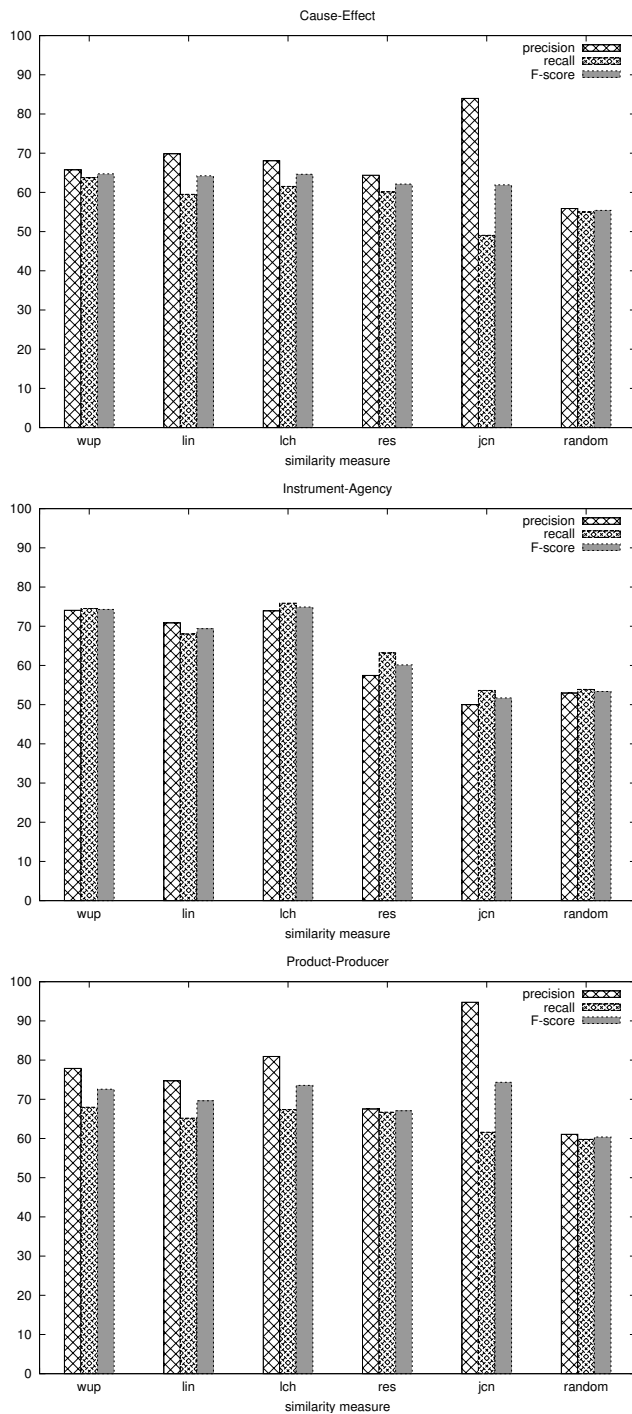 Cause-Effect
100
90
80
70
60
50
40
30
20
10
0
precision
recall
F-score
wup lin lch res jcn random
similarity measure
Instrument-Agency
100
90
80
70
60
50
40
30
20
10
0
precision
recall
F-score
wup lin lch res jcn random
similarity measure
Product-Producer
100
90
80
70
60
50
40
30
20
10
0
precision
recall
F-score
wup lin lch res jcn random
similarity measure